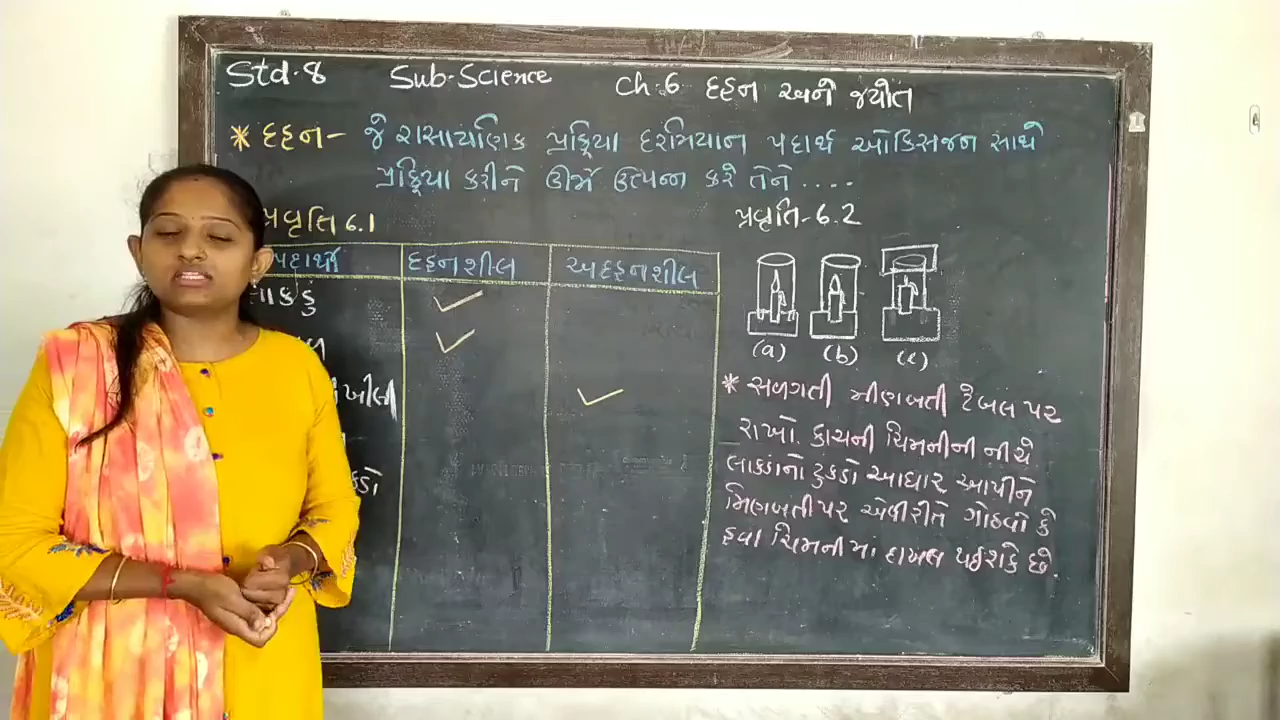 Std.8 Sub-Science Ch.6 દહન અને જયોત
* દહન - જે રાસાયણિક પ્રક્રિયા દરમિયાન પદાર્થ ઓક્સિજન સાથે
પ્રક્રિયા કરીને ઊર્જા ઉત્પન્ન કરે તેને ....
પ્રવૃતિ 6.1
પદાર્થો દહનશીલ અદહનશીલ
✓
✓
ખીલી ✓
પ્રવૃતિ-6.2
(a) (b) (c)
* સળગતી મીણબતી ટેબલ પર
રાખો. કાચની ચિમનીની નીચે
લાકડાનો ટુકડો આધાર આપીને
મિણબતી પર એવી રીતે ગોઠવો કે
હવા ચિમનીમાં દાખલ થઈ શકે છે.